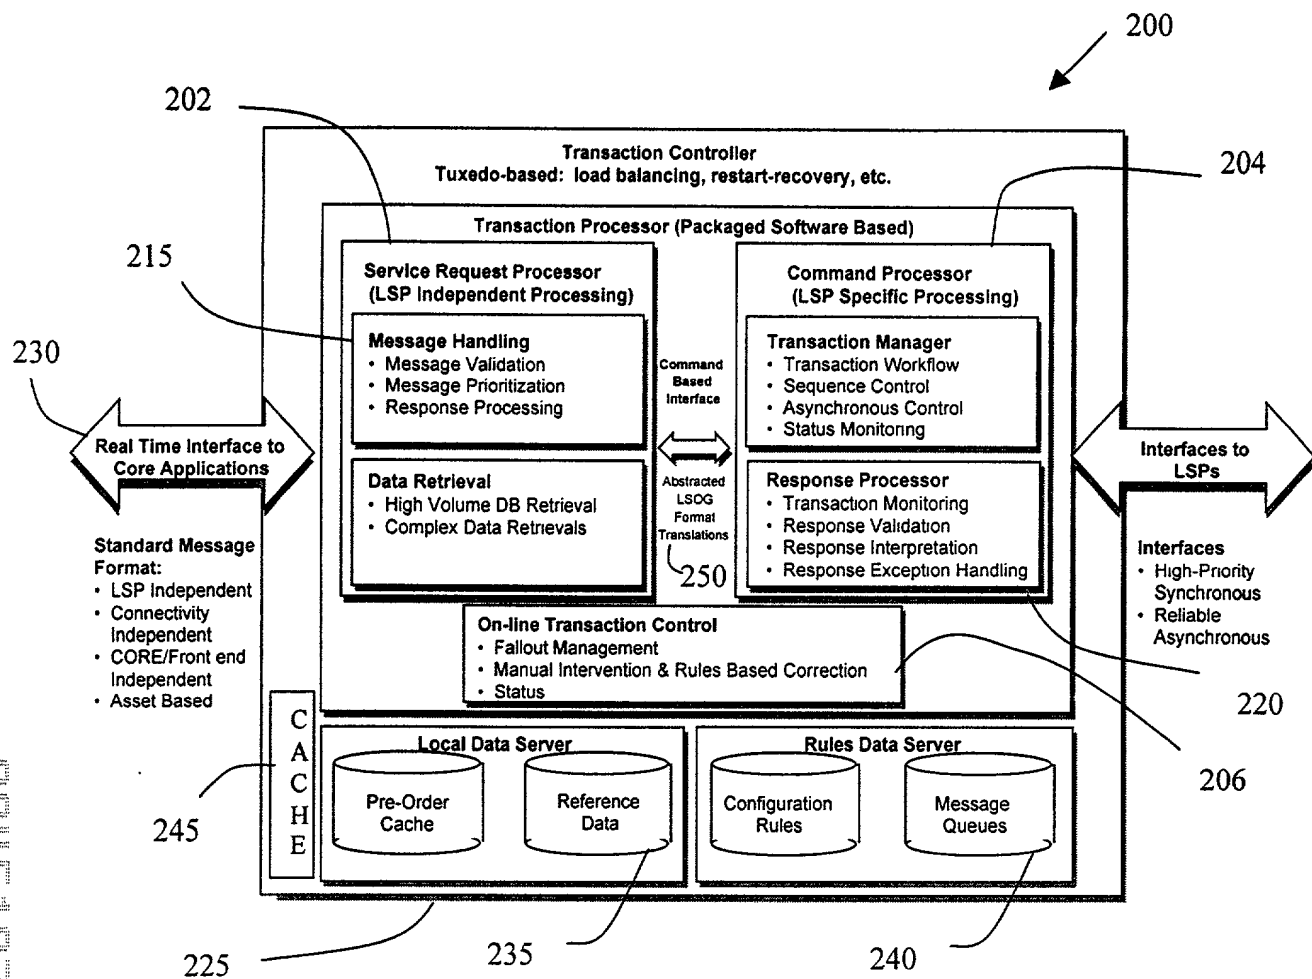 200
202
Transaction Controller
Tuxedo-based: load balancing, restart-recovery, etc.
204
Transaction Processor (Packaged Software Based)
215
Service Request Processor
(LSP Independent Processing)
Message Handling
• Message Validation
• Message Prioritization
• Response Processing
Data Retrieval
• High Volume DB Retrieval
• Complex Data Retrievals
Command
Based
Interface
Abstracted
LSOG
Format
Translations
250
Command Processor
(LSP Specific Processing)
Transaction Manager
• Transaction Workflow
• Sequence Control
• Asynchronous Control
• Status Monitoring
Response Processor
• Transaction Monitoring
• Response Validation
• Response Interpretation
• Response Exception Handling
230
Real Time Interface to
Core Applications
Standard Message
Format:
• LSP Independent
• Connectivity
Independent
• CORE/Front end
Independent
• Asset Based
Interfaces to
LSPs
Interfaces
• High-Priority
Synchronous
• Reliable
Asynchronous
On-line Transaction Control
• Fallout Management
• Manual Intervention & Rules Based Correction
• Status
220
206
CACHE
245
Local Data Server
Pre-Order
Cache
Reference
Data
Rules Data Server
Configuration
Rules
Message
Queues
225
235
240